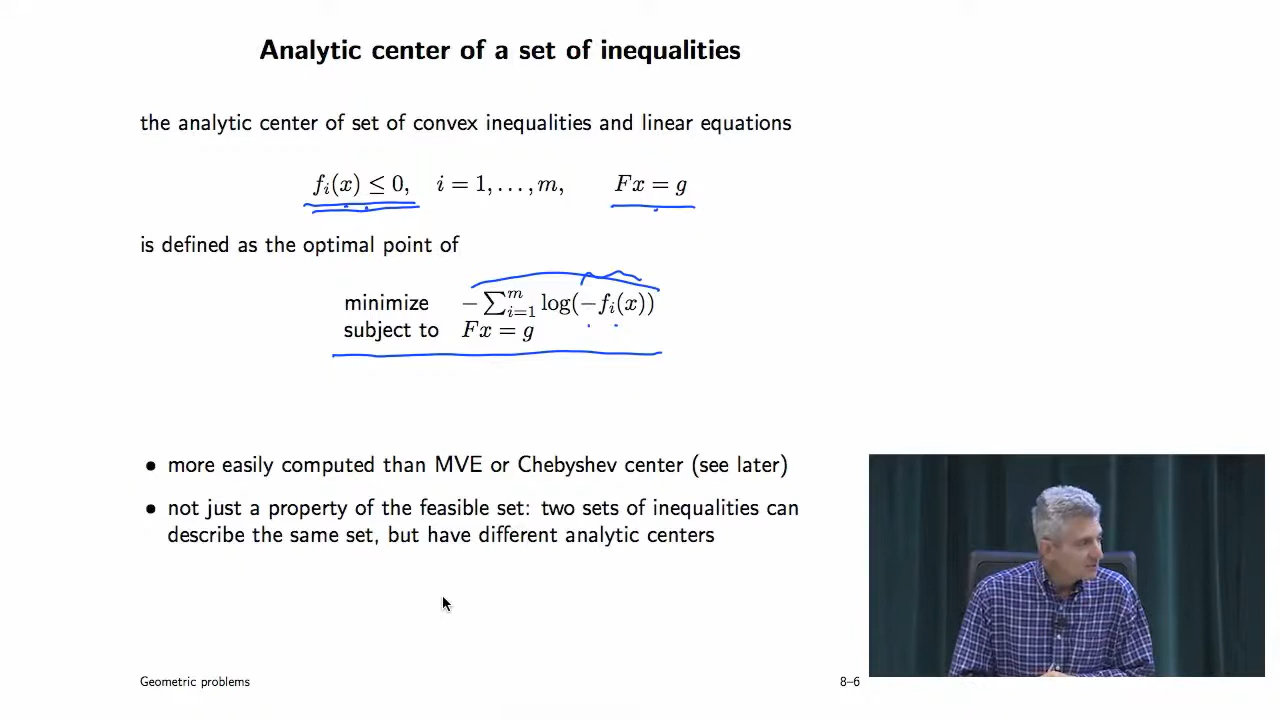 Analytic center of a set of inequalities
the analytic center of set of convex inequalities and linear equations
fᵢ(x) ≤ 0, i = 1, . . . , m, Fx = g
is defined as the optimal point of
minimize −∑ᵢ₌₁ᵐ log(−fᵢ(x))
subject to Fx = g
• more easily computed than MVE or Chebyshev center (see later)
• not just a property of the feasible set: two sets of inequalities can
describe the same set, but have different analytic centers
Geometric problems 8–6